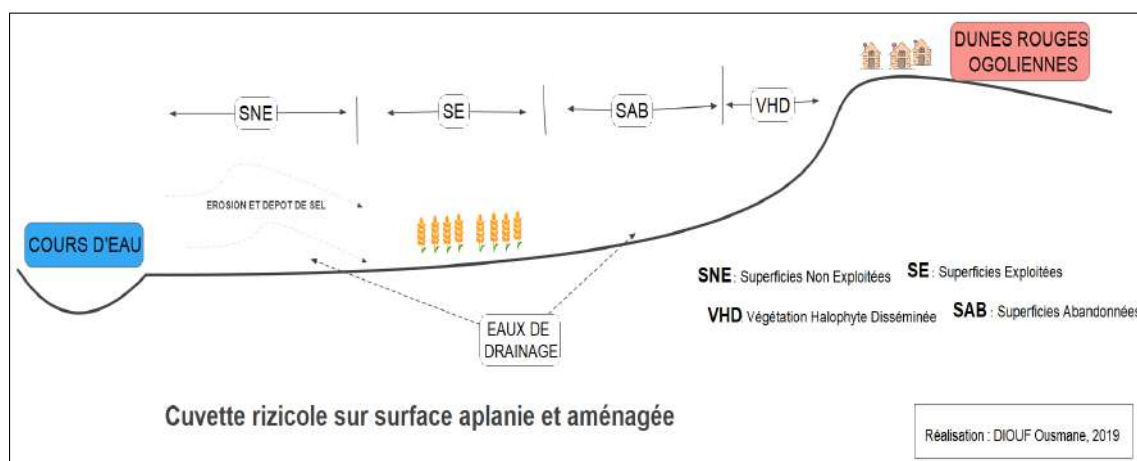 DUNES ROUGES
OGOLIENNES
SNE
SE
SAB
VHD
EROSION ET DEPOT DE SEL
COURS D'EAU
SNE : Superficies Non Exploitées
SE : Superficies Exploitées
VHD Végétation Halophyte Disséminée
SAB : Superficies Abandonnées
EAUX DE
DRAINAGE
Cuvette rizicole sur surface aplanie et aménagée
Réalisation : DIOUF Ousmane, 2019